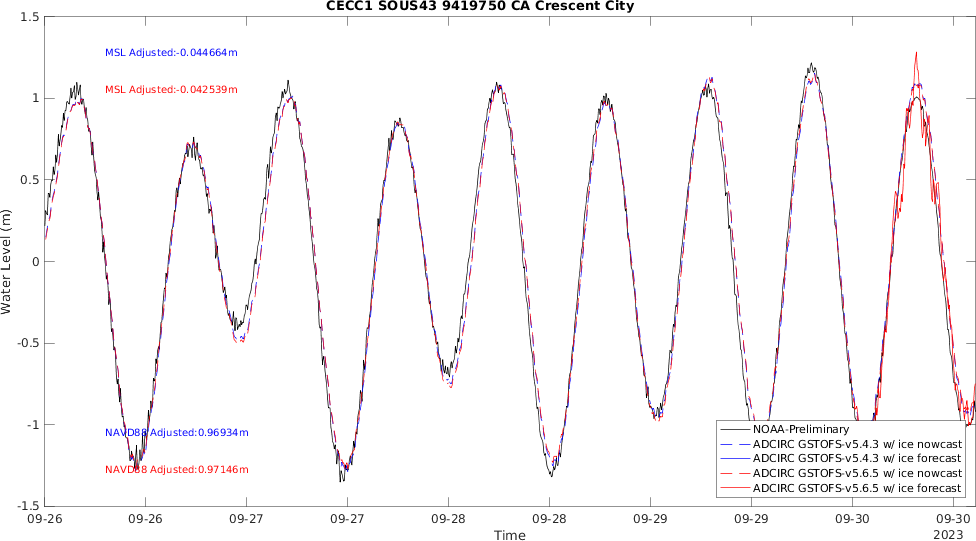 CECC1 SOUS43 9419750 CA Crescent City
1.5
MSL Adjusted:-0.044664m
MSL Adjusted:-0.042539m
1
0.5
0
Water Level (m)
-0.5
-1
NAVD88 Adjusted:0.96934m
NAVD88 Adjusted:0.97146m
-1.5
NOAA-Preliminary
ADCIRC GSTOFS-v5.4.3 w/ ice nowcast
ADCIRC GSTOFS-v5.4.3 w/ ice forecast
ADCIRC GSTOFS-v5.6.5 w/ ice nowcast
ADCIRC GSTOFS-v5.6.5 w/ ice forecast
09-26 09-26 09-27 09-27 09-28 09-28 09-29 09-29 09-30 09-30
Time
2023